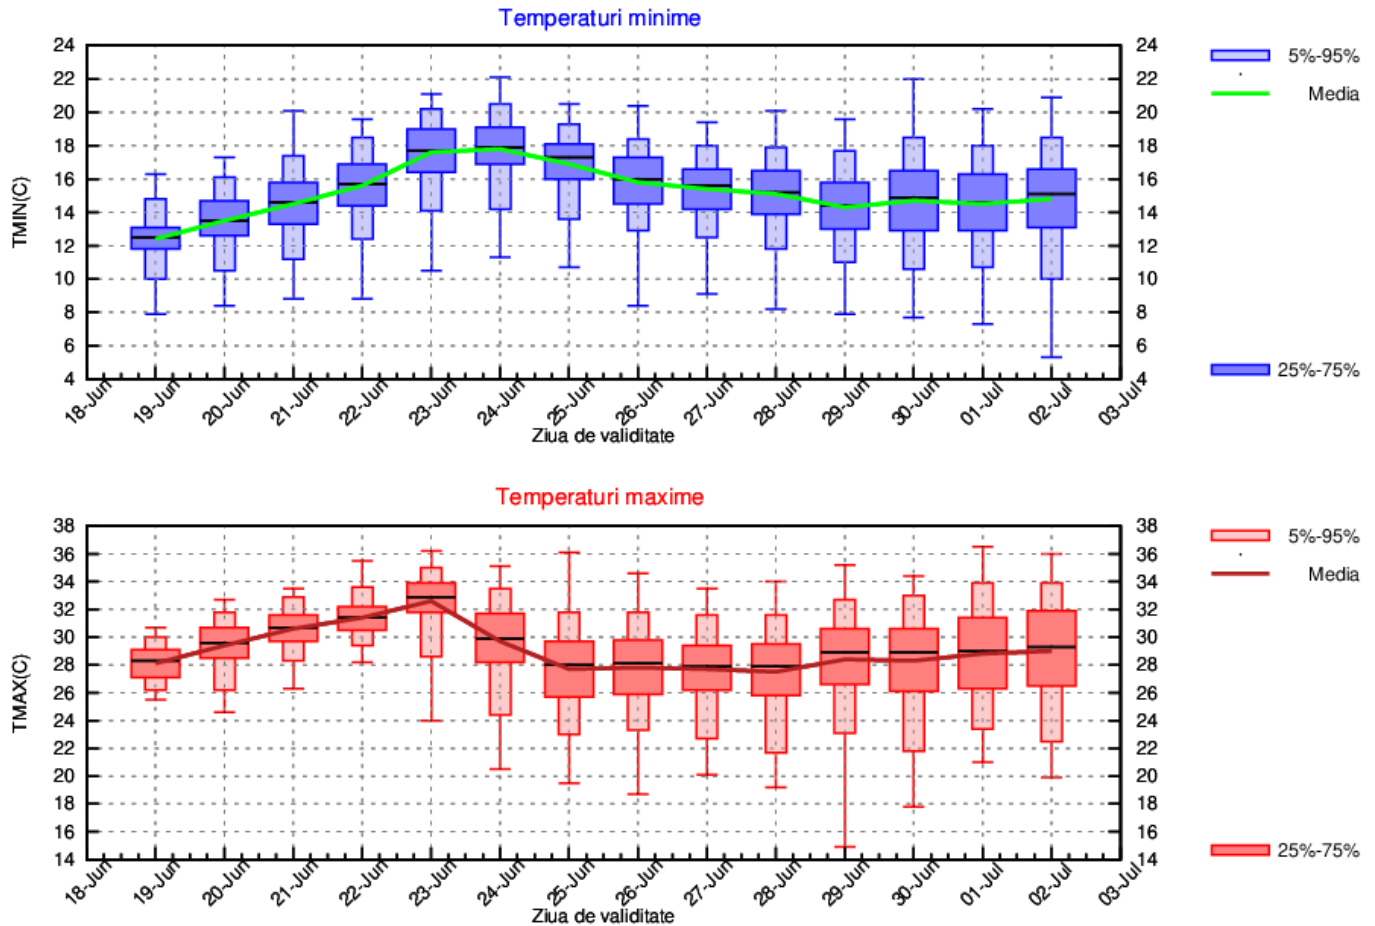 Temperaturi minime
24 24
22 22
20 20
18 18
16 16
14 14
12 12
10 10
8 8
6 6
4 4
TMIN(C)
18-Jun 19-Jun 20-Jun 21-Jun 22-Jun 23-Jun 24-Jun 25-Jun 26-Jun 27-Jun 28-Jun 29-Jun 30-Jun 01-Jul 02-Jul 03-Jul
Ziua de validitate
5%-95%
Media
25%-75%
Temperaturi maxime
38 38
36 36
34 34
32 32
30 30
28 28
26 26
24 24
22 22
20 20
18 18
16 16
14 14
TMAX(C)
18-Jun 19-Jun 20-Jun 21-Jun 22-Jun 23-Jun 24-Jun 25-Jun 26-Jun 27-Jun 28-Jun 29-Jun 30-Jun 01-Jul 02-Jul 03-Jul
Ziua de validitate
5%-95%
Media
25%-75%